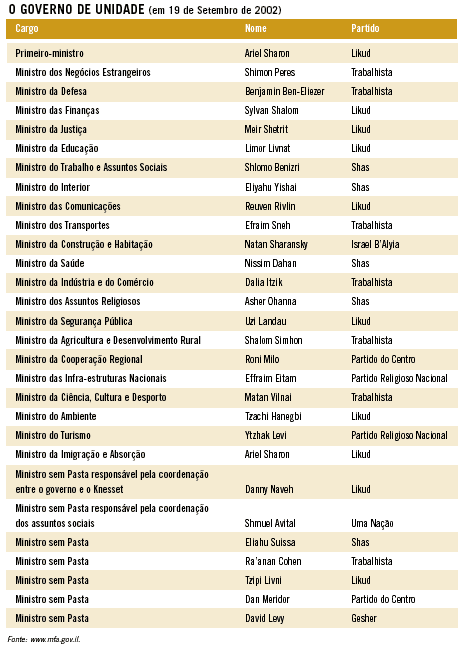 O GOVERNO DE UNIDADE (em 19 de Setembro de 2002)
Cargo Nome Partido
Primeiro-ministro Ariel Sharon Likud
Ministro dos Negócios Estrangeiros Shimon Peres Trabalhista
Ministro da Defesa Benjamin Ben-Eliezer Trabalhista
Ministro das Finanças Sylvan Shalom Likud
Ministro da Justiça Meir Shetrit Likud
Ministro da Educação Limor Livnat Likud
Ministro do Trabalho e Assuntos Sociais Shlomo Benizri Shas
Ministro do Interior Eliyahu Yishai Shas
Ministro das Comunicações Reuven Rivlin Likud
Ministro dos Transportes Efraim Sneh Trabalhista
Ministro da Construção e Habitação Natan Sharansky Israel B'Alyia
Ministro da Saúde Nissim Dahan Shas
Ministro da Indústria e do Comércio Dalia Itzik Trabalhista
Ministro dos Assuntos Religiosos Asher Ohanna Shas
Ministro da Segurança Pública Uzi Landau Likud
Ministro da Agricultura e Desenvolvimento Rural Shalom Simhon Trabalhista
Ministro da Cooperação Regional Roni Milo Partido do Centro
Ministro das Infra-estruturas Nacionais Effraim Eitam Partido Religioso Nacional
Ministro da Ciência, Cultura e Desporto Matan Vilnai Trabalhista
Ministro do Ambiente Tzachi Hanegbi Likud
Ministro do Turismo Ytzhak Levi Partido Religioso Nacional
Ministro da Imigração e Absorção Ariel Sharon Likud
Ministro sem Pasta responsável pela coordenação
entre o governo e o Knesset Danny Naveh Likud
Ministro sem Pasta responsável pela coordenação
dos assuntos sociais Shmuel Avital Uma Nação
Ministro sem Pasta Eliahu Suissa Shas
Ministro sem Pasta Ra'anan Cohen Trabalhista
Ministro sem Pasta Tzipi Livni Likud
Ministro sem Pasta Dan Meridor Partido do Centro
Ministro sem Pasta David Levy Gesher
Fonte: www.mfa.gov.il.